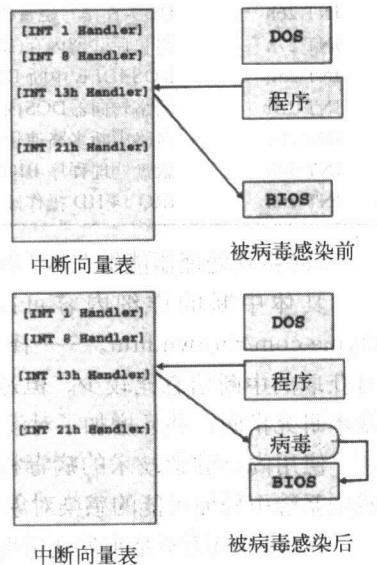 [INT 1 Handler]
[INT 8 Handler]
[INT 13h Handler]
[INT 21h Handler]
DOS
程序
BIOS
中断向量表
被病毒感染前
[INT 1 Handler]
[INT 8 Handler]
[INT 13h Handler]
[INT 21h Handler]
DOS
程序
病毒
BIOS
中断向量表
被病毒感染后